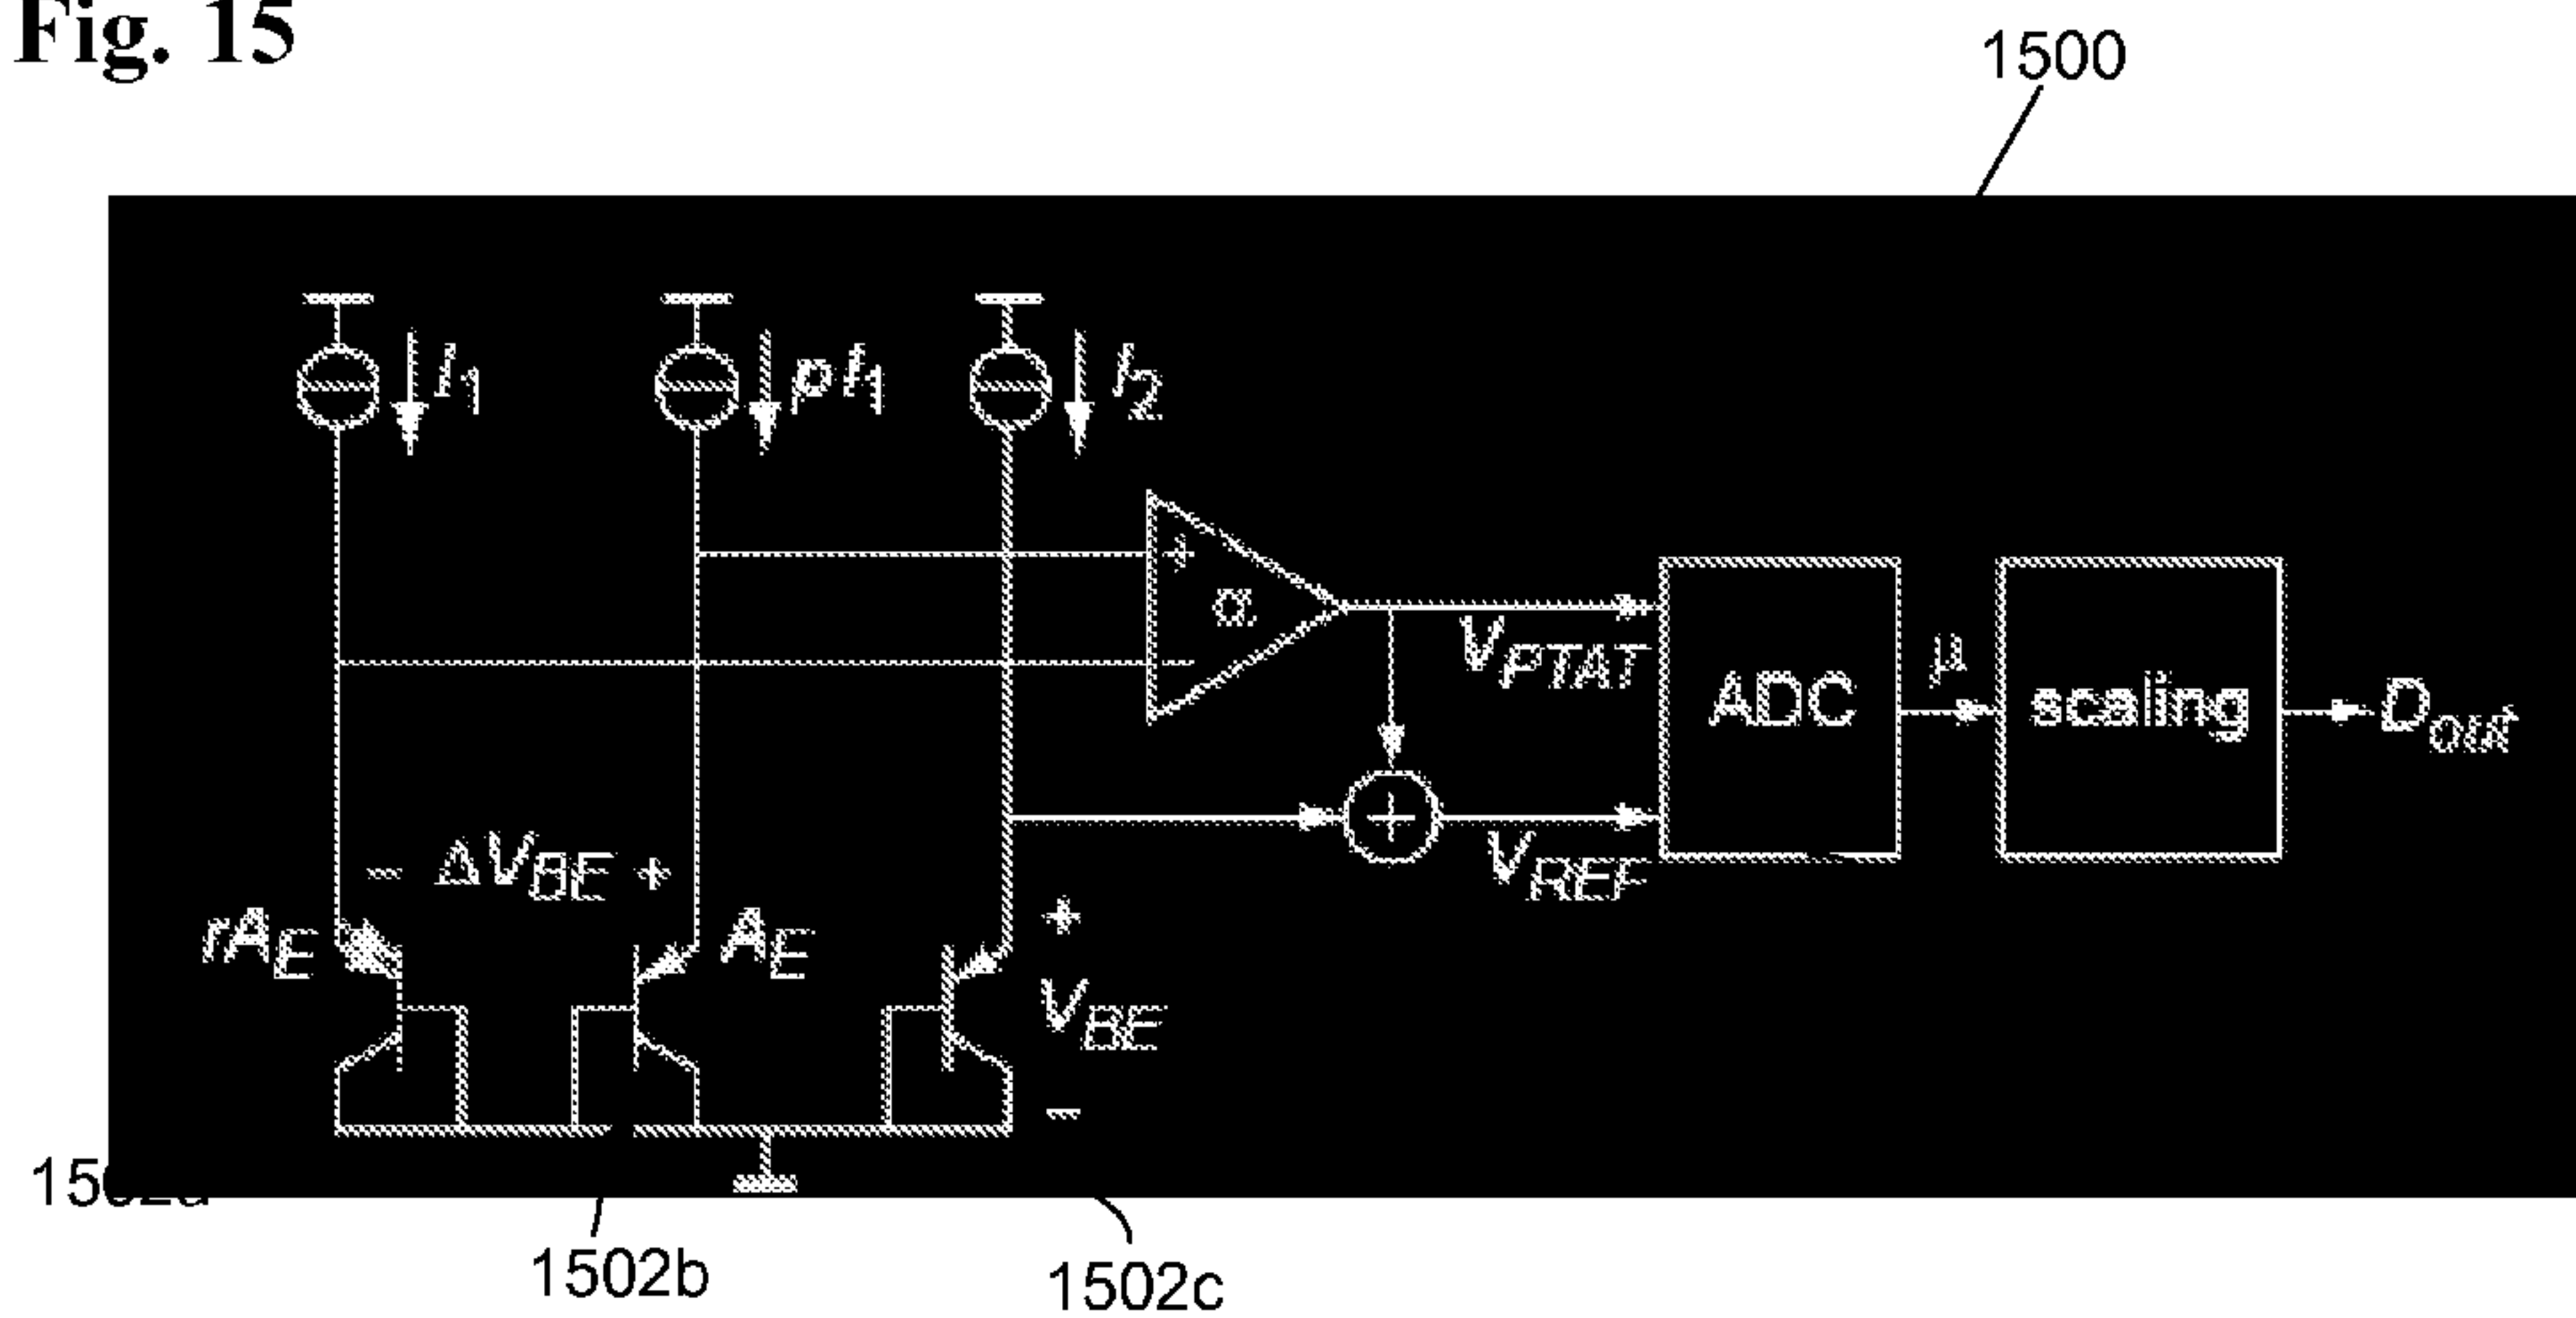 Fig. 15
1500
I1
pI1
I2
+
α
−
VPTAT
ADC
μ
scaling
Dout
+
VREF
− ΔVBE +
rAE
AE
+
VBE
−
1502b
1502c